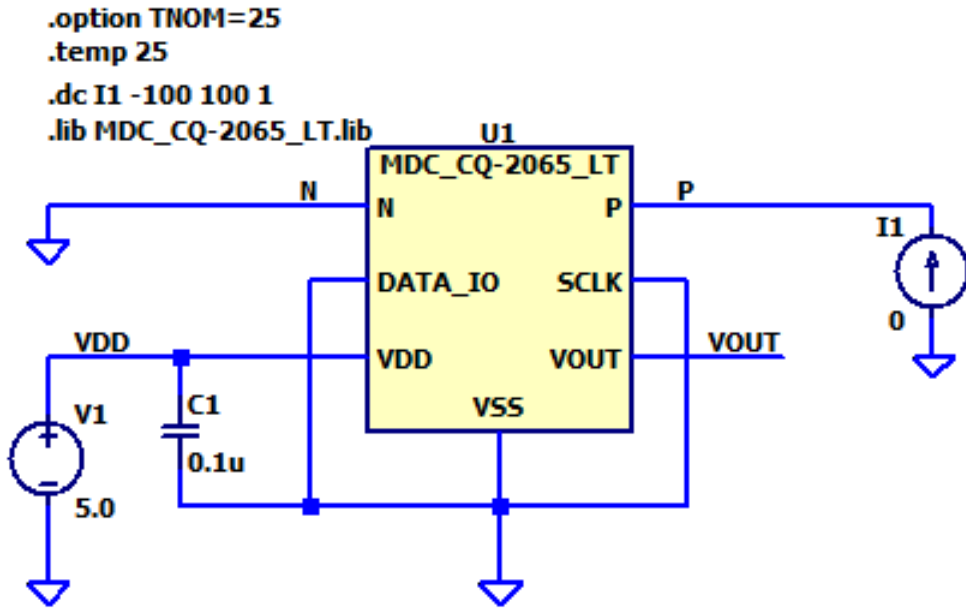 .option TNOM=25
.temp 25
.dc I1 -100 100 1
.lib MDC_CQ-2065_LT.lib
U1
MDC_CQ-2065_LT
N
N
P
P
I1
0
DATA_IO
SCLK
VDD
VDD
VOUT
VOUT
VSS
V1
5.0
C1
0.1u